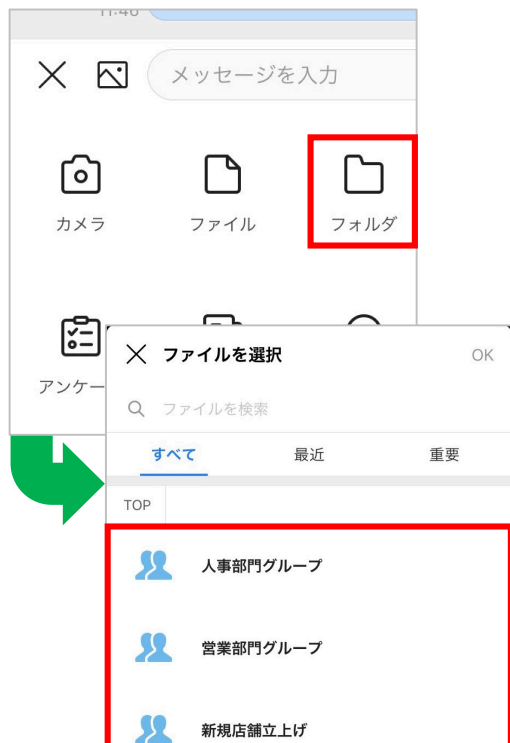 11:46
メッセージを入力
カメラ
ファイル
フォルダ
アンケー
ファイルを選択
OK
ファイルを検索
すべて
最近
重要
TOP
人事部門グループ
営業部門グループ
新規店舗立上げ